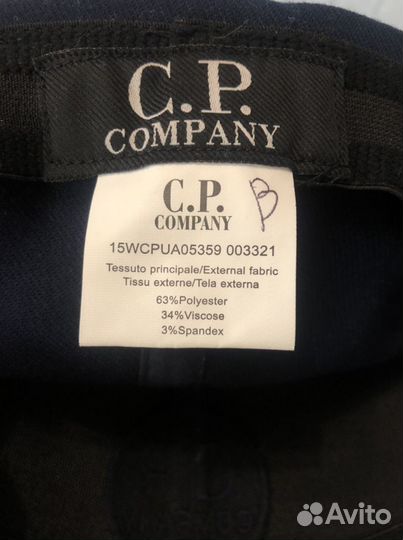 C.P.
COMPANY
C.P.
COMPANY
B
15WCPUA05359 003321
Tessuto principale/External fabric
Tissu externe/Tela externa
63%Polyester
34%Viscose
3%Spandex
Avito